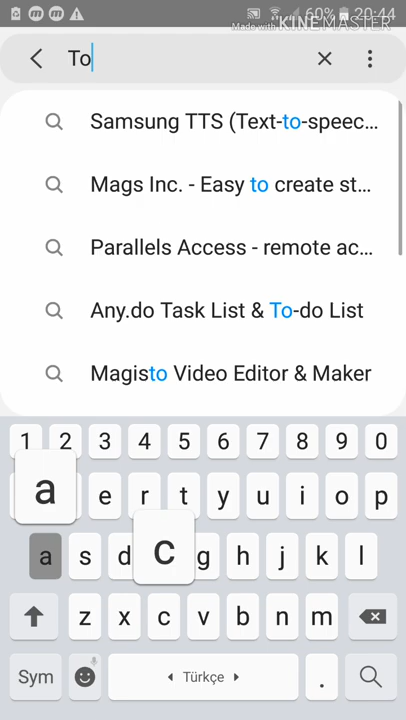 60% 20:44
Made with KINEMASTER
To
Samsung TTS (Text-to-speec...
Mags Inc. - Easy to create st...
Parallels Access - remote ac...
Any.do Task List & To-do List
Magisto Video Editor & Maker
1 2 3 4 5 6 7 8 9 0
a e r t y u i o p
c
a s d g h j k l
z x c v b n m
Sym Türkçe .